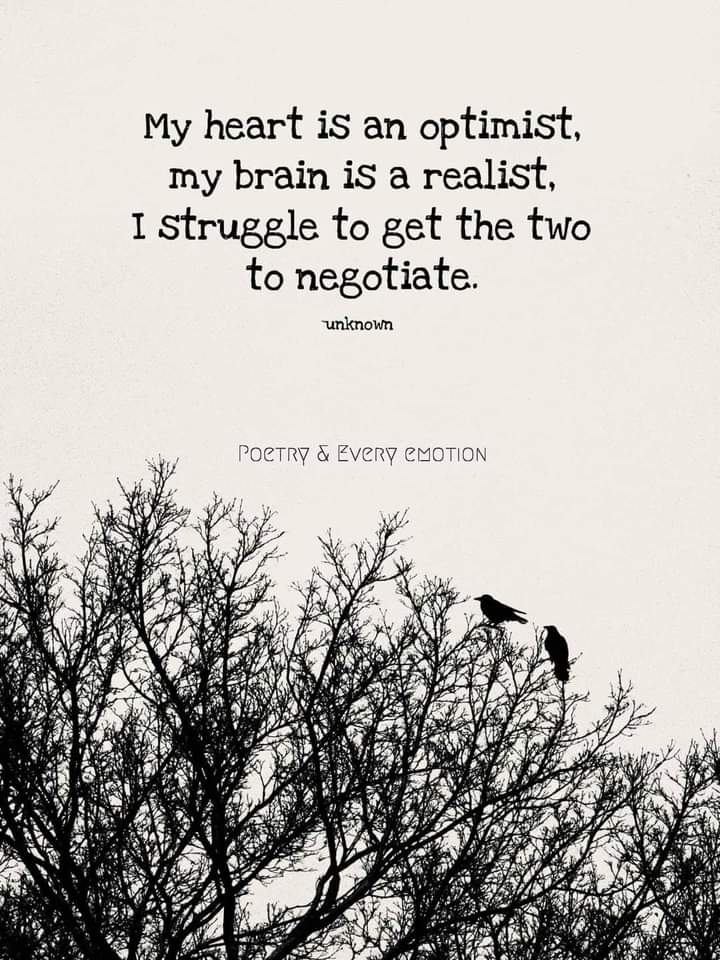 My heart is an optimist,
my brain is a realist,
I struggle to get the two
to negotiate.
~unknown
Poetry & Every emotion